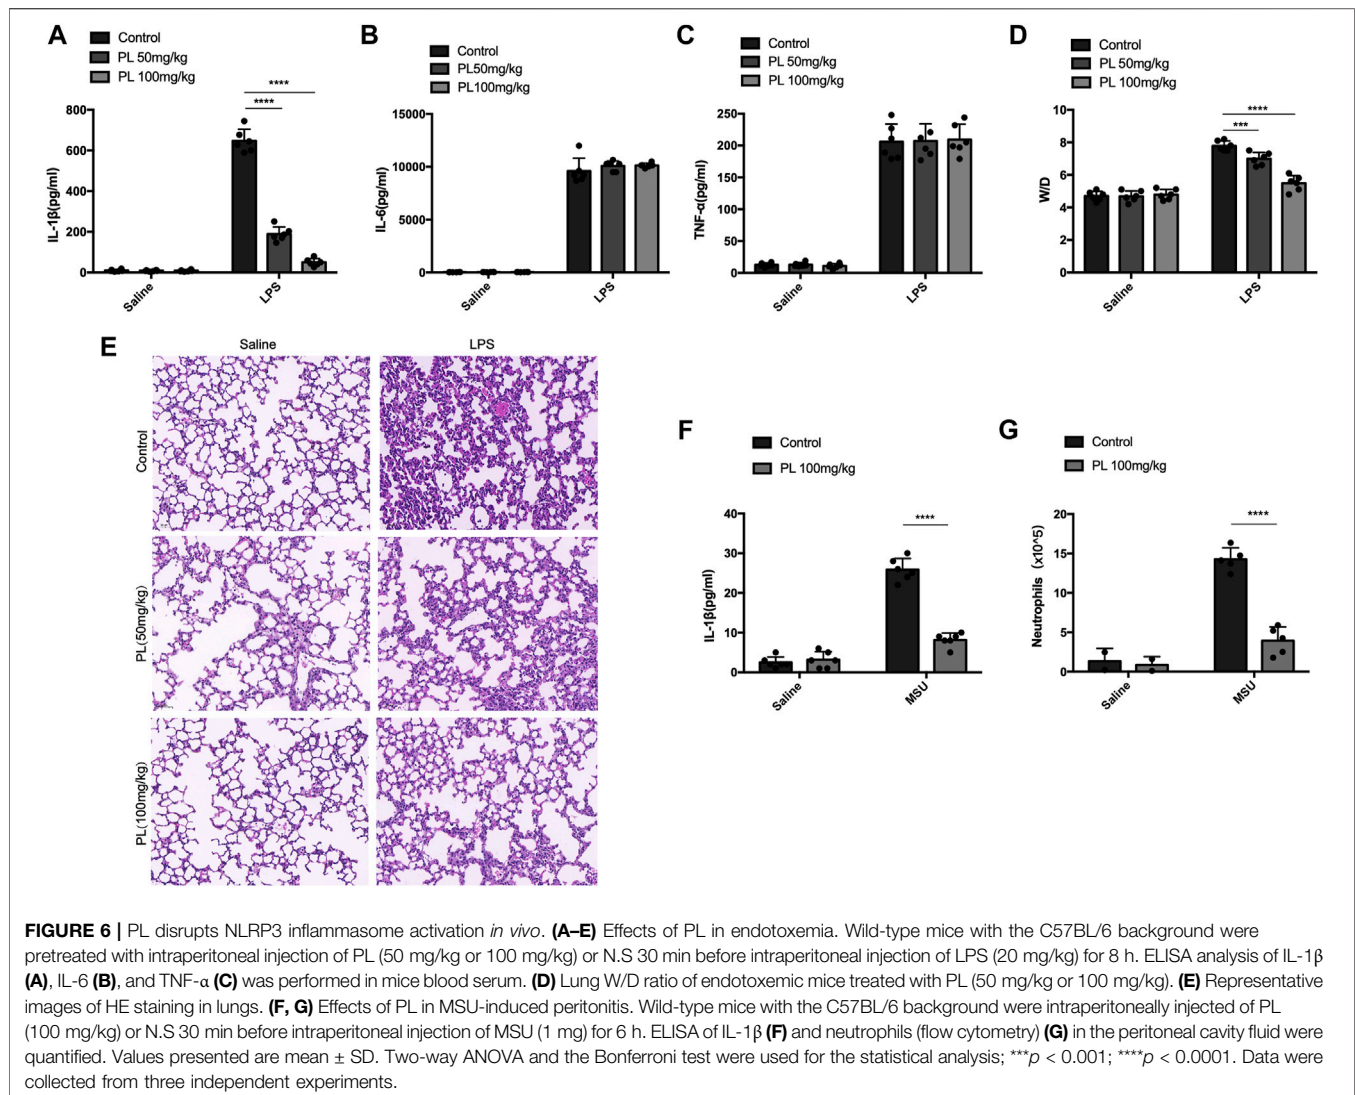 A
Control
PL 50mg/kg
PL 100mg/kg
****
****
800
600
400
200
0
IL-1β(pg/ml)
Saline
LPS
B
Control
PL50mg/kg
PL100mg/kg
15000
10000
5000
0
IL-6(pg/ml)
Saline
LPS
C
Control
PL 50mg/kg
PL 100mg/kg
250
200
150
100
50
0
TNF-α(pg/ml)
Saline
LPS
D
Control
PL 50mg/kg
PL 100mg/kg
****
***
10
8
6
4
2
0
W/D
Saline
LPS
E
Saline
LPS
Control
PL(50mg/kg)
PL(100mg/kg)
F
Control
PL 100mg/kg
****
40
30
20
10
0
IL-1β(pg/ml)
Saline
MSU
G
Control
PL 100mg/kg
****
20
15
10
5
0
Neutrophils (x10^5)
Saline
MSU
FIGURE 6 | PL disrupts NLRP3 inflammasome activation in vivo. (A–E) Effects of PL in endotoxemia. Wild-type mice with the C57BL/6 background were
pretreated with intraperitoneal injection of PL (50 mg/kg or 100 mg/kg) or N.S 30 min before intraperitoneal injection of LPS (20 mg/kg) for 8 h. ELISA analysis of IL-1β
(A), IL-6 (B), and TNF-α (C) was performed in mice blood serum. (D) Lung W/D ratio of endotoxemic mice treated with PL (50 mg/kg or 100 mg/kg). (E) Representative
images of HE staining in lungs. (F, G) Effects of PL in MSU-induced peritonitis. Wild-type mice with the C57BL/6 background were intraperitoneally injected of PL
(100 mg/kg) or N.S 30 min before intraperitoneal injection of MSU (1 mg) for 6 h. ELISA of IL-1β (F) and neutrophils (flow cytometry) (G) in the peritoneal cavity fluid were
quantified. Values presented are mean ± SD. Two-way ANOVA and the Bonferroni test were used for the statistical analysis; ***p < 0.001; ****p < 0.0001. Data were
collected from three independent experiments.